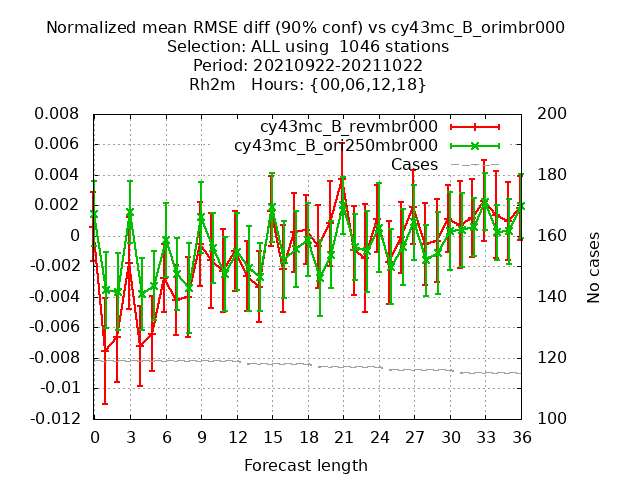 Normalized mean RMSE diff (90% conf) vs cy43mc_B_orimbr000
Selection: ALL using  1046 stations
Period: 20210922-20211022
Rh2m   Hours: {00,06,12,18}
0.008
0.006
0.004
0.002
0
-0.002
-0.004
-0.006
-0.008
-0.01
-0.012
cy43mc_B_revmbr000
cy43mc_B_ori250mbr000
Cases
200
180
160
140
120
100
No cases
0 3 6 9 12 15 18 21 24 27 30 33 36
Forecast length